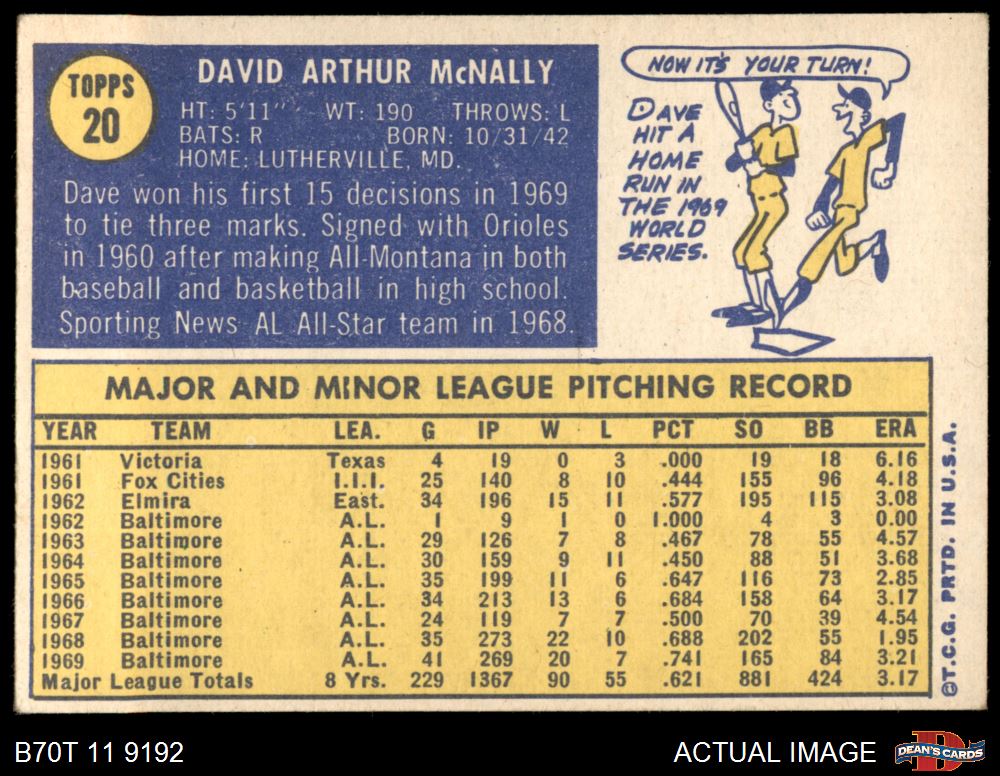 TOPPS
20
DAVID ARTHUR McNALLY
HT: 5'11" WT: 190 THROWS: L
BATS: R BORN: 10/31/42
HOME: LUTHERVILLE, MD.
Dave won his first 15 decisions in 1969
to tie three marks. Signed with Orioles
in 1960 after making All-Montana in both
baseball and basketball in high school.
Sporting News AL All-Star team in 1968.
NOW IT'S YOUR TURN!
DAVE
HIT A
HOME
RUN IN
THE 1969
WORLD
SERIES.
MAJOR AND MINOR LEAGUE PITCHING RECORD
YEAR TEAM LEA. G IP W L PCT SO BB ERA
1961 Victoria Texas 4 19 0 3 .000 19 18 6.16
1961 Fox Cities I.I.I. 25 140 8 10 .444 155 96 4.18
1962 Elmira East. 34 196 15 11 .577 195 115 3.08
1962 Baltimore A.L. 1 9 1 0 1.000 4 3 0.00
1963 Baltimore A.L. 29 126 7 8 .467 78 55 4.57
1964 Baltimore A.L. 30 159 9 11 .450 88 51 3.68
1965 Baltimore A.L. 35 199 11 6 .647 116 73 2.85
1966 Baltimore A.L. 34 213 13 6 .684 158 64 3.17
1967 Baltimore A.L. 24 119 7 7 .500 70 39 4.54
1968 Baltimore A.L. 35 273 22 10 .688 202 55 1.95
1969 Baltimore A.L. 41 269 20 7 .741 165 84 3.21
Major League Totals 8 Yrs. 229 1367 90 55 .621 881 424 3.17
©T.C.G. PRTD. IN U.S.A.
B70T 11 9192
ACTUAL IMAGE
DEAN'S CARDS